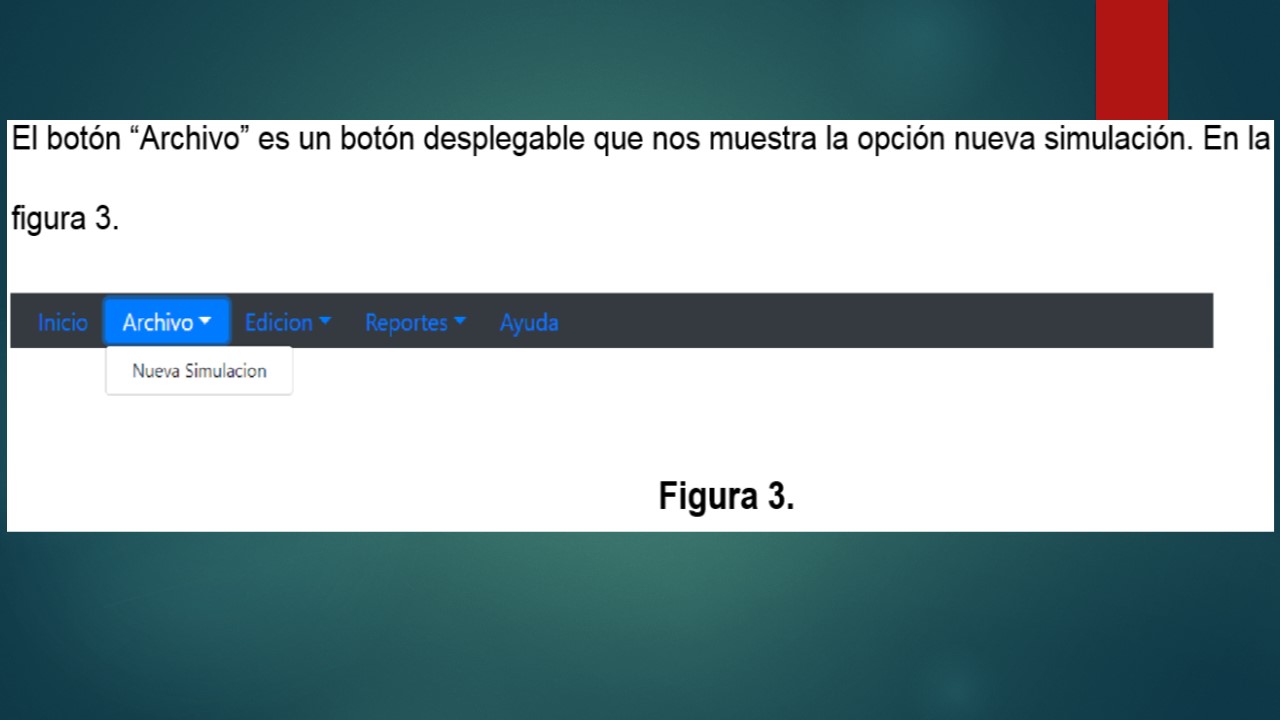 El botón “Archivo” es un botón desplegable que nos muestra la opción nueva simulación. En la
figura 3.
Inicio Archivo Edicion Reportes Ayuda
Nueva Simulacion
Figura 3.